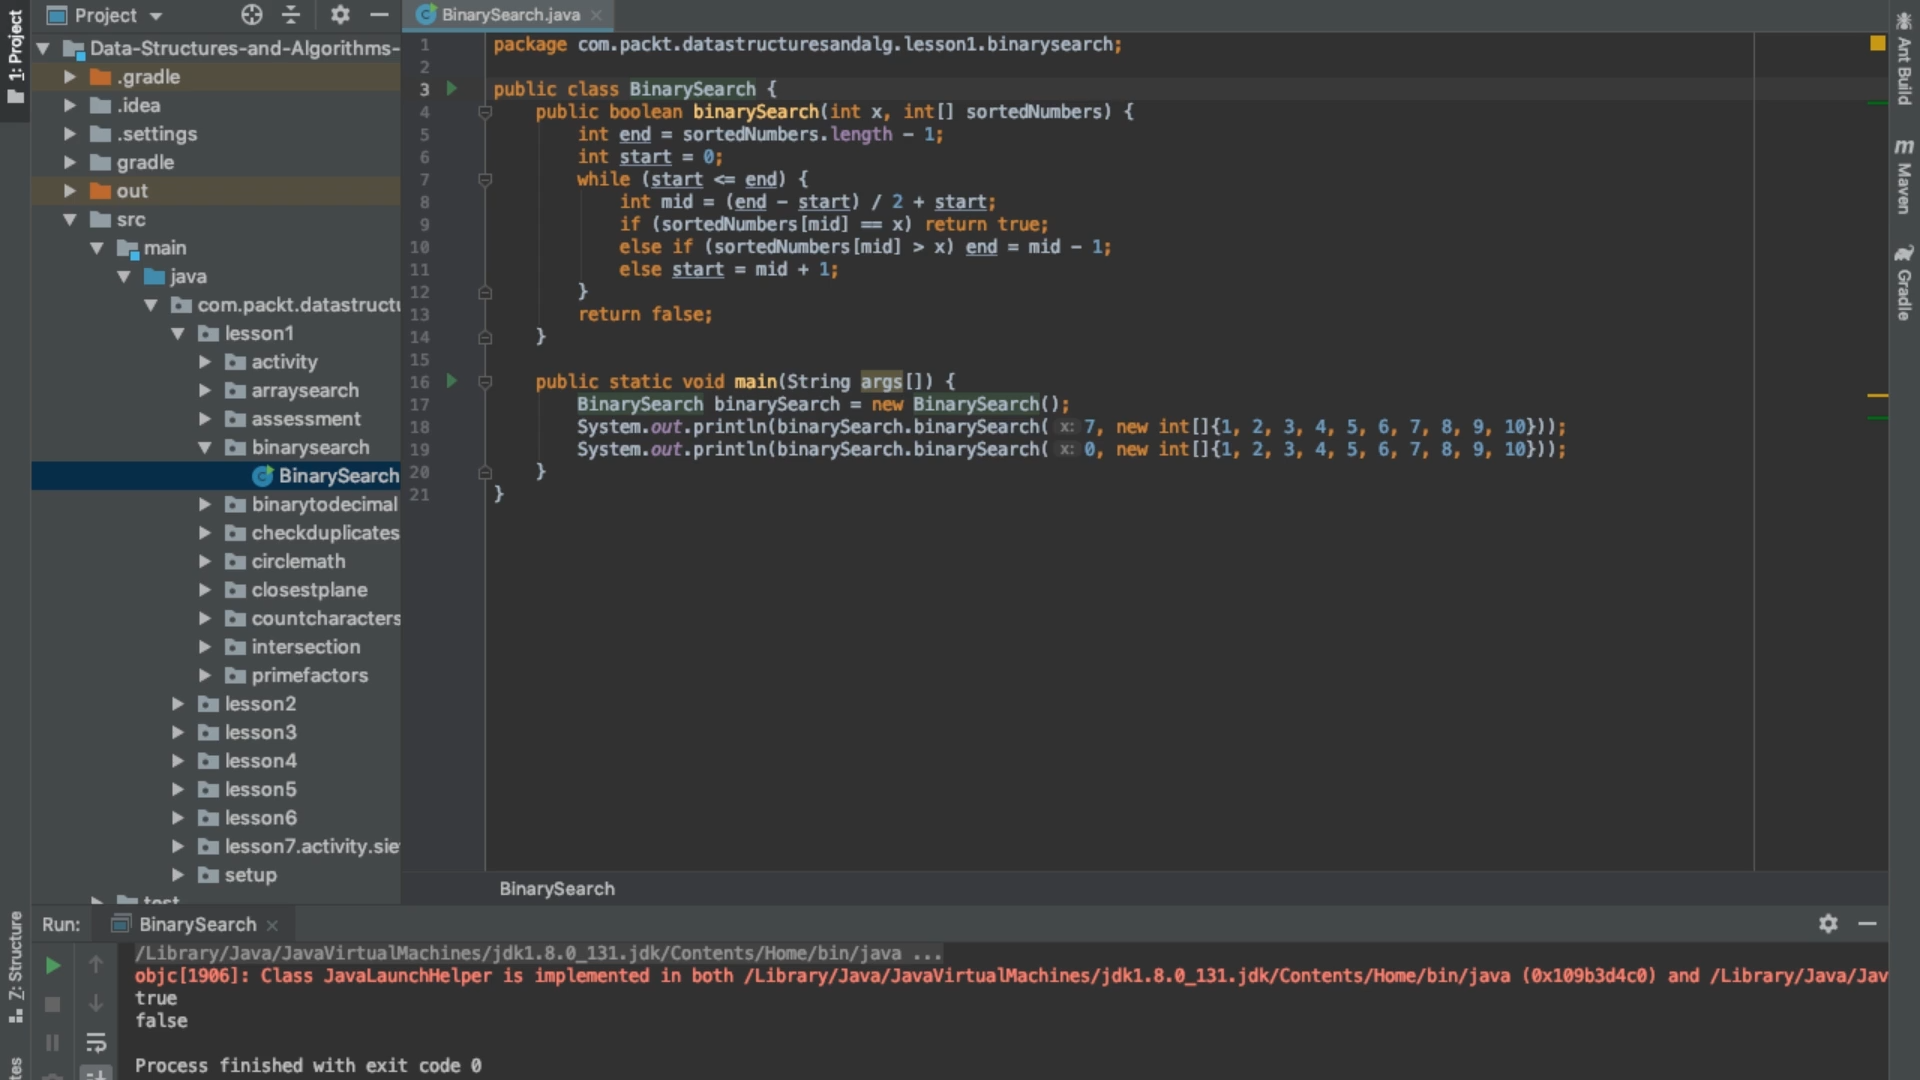 1: Project
Project
Data-Structures-and-Algorithms-
.gradle
.idea
.settings
gradle
out
src
main
java
com.packt.datastructu
lesson1
activity
arraysearch
assessment
binarysearch
BinarySearch
binarytodecimal
checkduplicates
circlemath
closestplane
countcharacters
intersection
primefactors
lesson2
lesson3
lesson4
lesson5
lesson6
lesson7.activity.sie
setup
test
BinarySearch.java
1 package com.packt.datastructuresandalg.lesson1.binarysearch;
2
3 public class BinarySearch {
4 public boolean binarySearch(int x, int[] sortedNumbers) {
5 int end = sortedNumbers.length - 1;
6 int start = 0;
7 while (start <= end) {
8 int mid = (end - start) / 2 + start;
9 if (sortedNumbers[mid] == x) return true;
10 else if (sortedNumbers[mid] > x) end = mid - 1;
11 else start = mid + 1;
12 }
13 return false;
14 }
15
16 public static void main(String args[]) {
17 BinarySearch binarySearch = new BinarySearch();
18 System.out.println(binarySearch.binarySearch( x: 7, new int[]{1, 2, 3, 4, 5, 6, 7, 8, 9, 10}));
19 System.out.println(binarySearch.binarySearch( x: 0, new int[]{1, 2, 3, 4, 5, 6, 7, 8, 9, 10}));
20 }
21 }
BinarySearch
Ant Build
m Maven
Gradle
Z: Structure
Run: BinarySearch
/Library/Java/JavaVirtualMachines/jdk1.8.0_131.jdk/Contents/Home/bin/java ...
objc[1906]: Class JavaLaunchHelper is implemented in both /Library/Java/JavaVirtualMachines/jdk1.8.0_131.jdk/Contents/Home/bin/java (0x109b3d4c0) and /Library/Java/Jav
true
false
Process finished with exit code 0